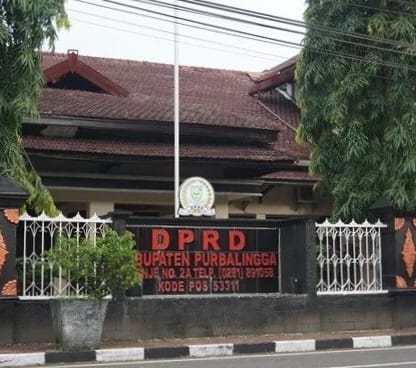 DPRD
BUPATEN PURBALINGGA
NJE NO. 2A TELP. (0281) 891058
KODE POS 53311